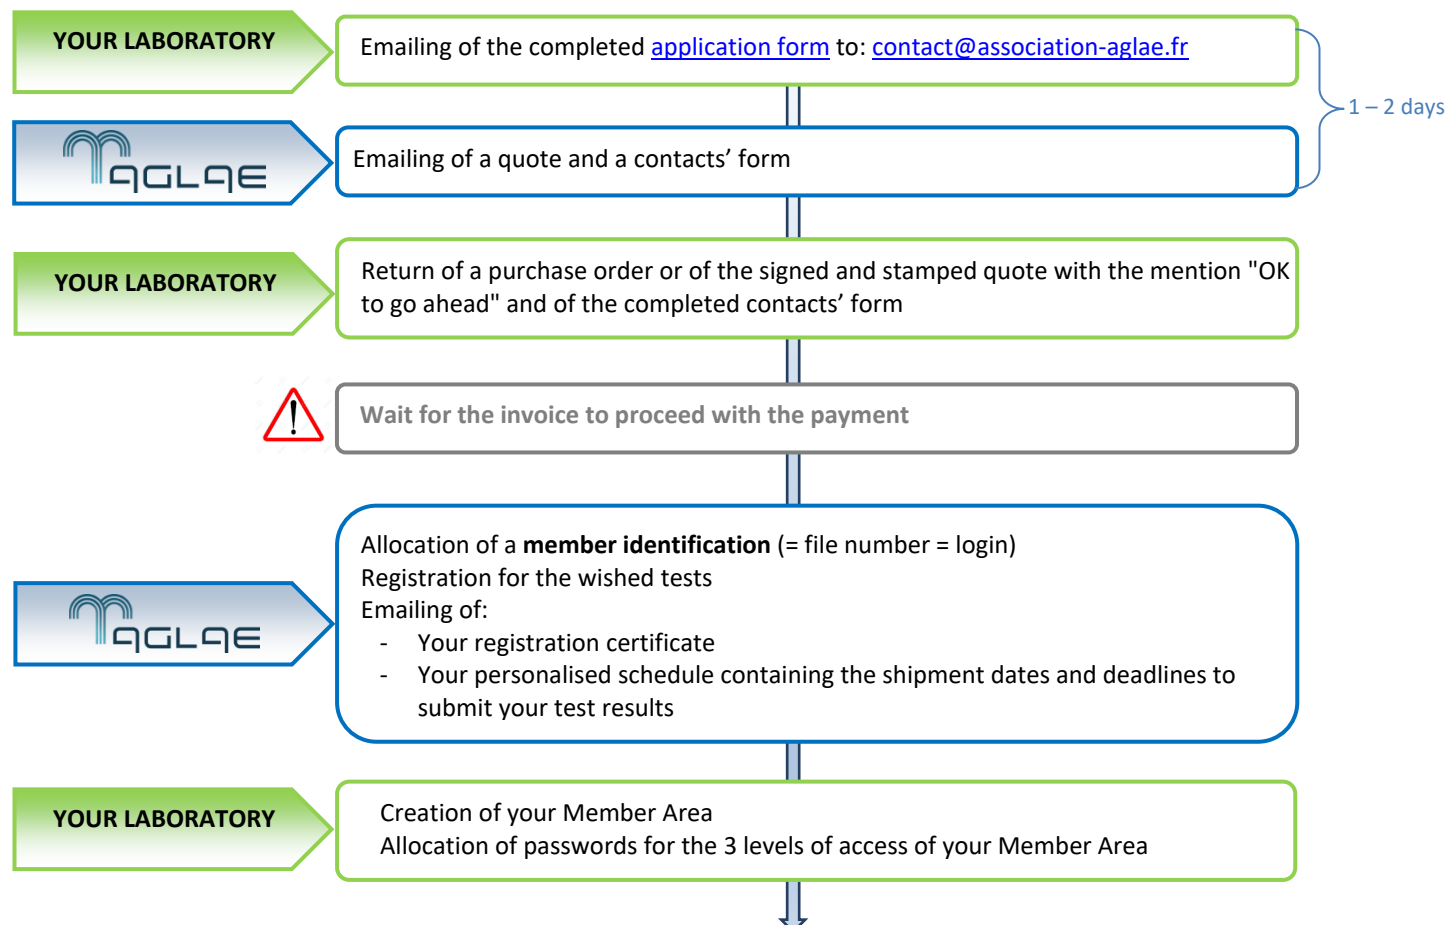 YOUR LABORATORY
Emailing of the completed application form to: contact@association-aglae.fr
1 – 2 days
AGLAE
Emailing of a quote and a contacts’ form
YOUR LABORATORY
Return of a purchase order or of the signed and stamped quote with the mention "OK
to go ahead" and of the completed contacts’ form
Wait for the invoice to proceed with the payment
Allocation of a member identification (= file number = login)
Registration for the wished tests
Emailing of:
- Your registration certificate
- Your personalised schedule containing the shipment dates and deadlines to
submit your test results
AGLAE
YOUR LABORATORY
Creation of your Member Area
Allocation of passwords for the 3 levels of access of your Member Area